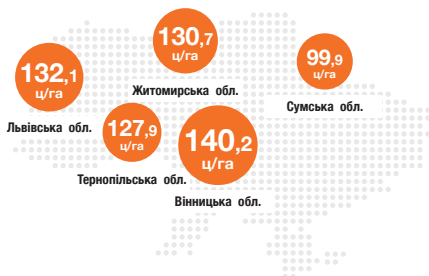 130,7
ц/га
Житомирська обл.
99,9
ц/га
Сумська обл.
132,1
ц/га
Львівська обл.
127,9
ц/га
Тернопільська обл.
140,2
ц/га
Вінницька обл.